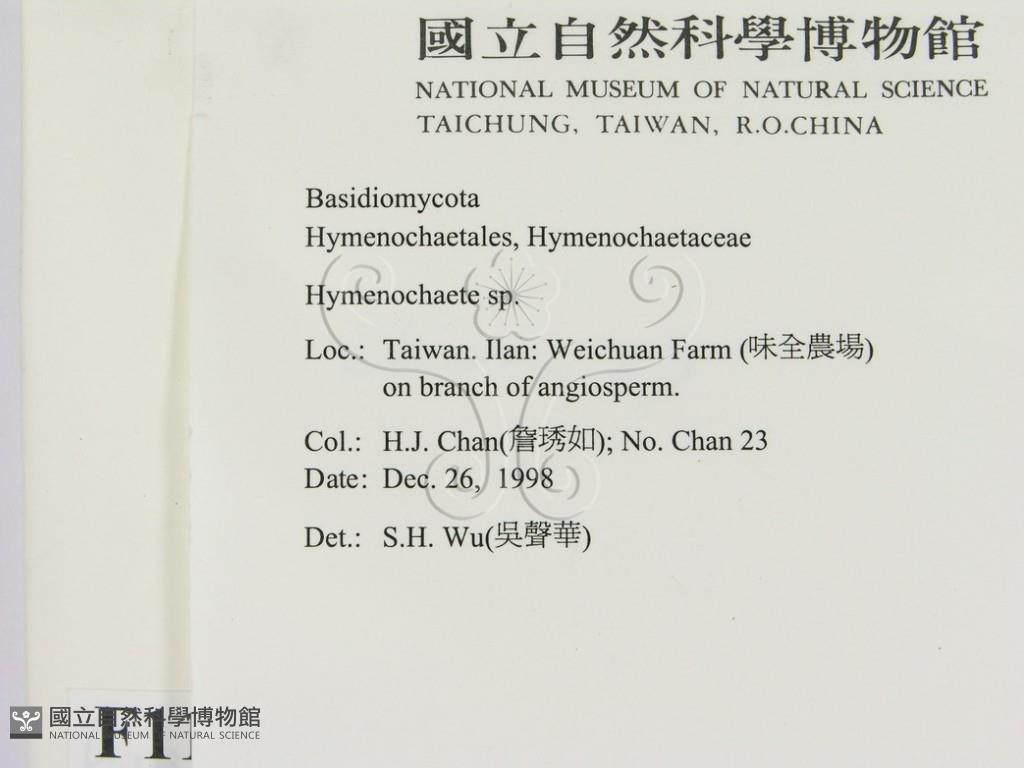 國立自然科學博物館
NATIONAL MUSEUM OF NATURAL SCIENCE
TAICHUNG, TAIWAN, R.O.CHINA
Basidiomycota
Hymenochaetales, Hymenochaetaceae
Hymenochaete sp.
Loc.: Taiwan. Ilan: Weichuan Farm (味全農場)
on branch of angiosperm.
Col.: H.J. Chan(詹琇如); No. Chan 23
Date: Dec. 26, 1998
Det.: S.H. Wu(吳聲華)
國立自然科學博物館
NATIONAL MUSEUM OF NATURAL SCIENCE